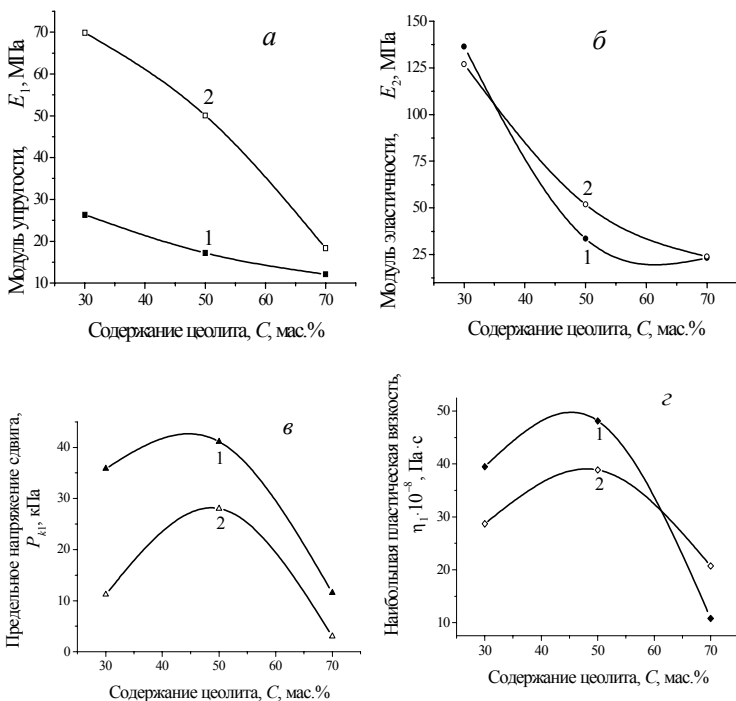 а
Модуль упругости, E₁, МПа
70
60
50
40
30
20
10
2
1
30 40 50 60 70
Содержание цеолита, C, мас.%
б
Модуль эластичности, E₂, МПа
150
125
100
75
50
25
2
1
30 40 50 60 70
Содержание цеолита, C, мас.%
в
Предельное напряжение сдвига,
Pₖ₁, кПа
40
30
20
10
0
1
2
30 40 50 60 70
Содержание цеолита, C, мас.%
г
Наибольшая пластическая вязкость,
η₁·10⁻⁸, Па·с
50
40
30
20
10
1
2
30 40 50 60 70
Содержание цеолита, C, мас.%